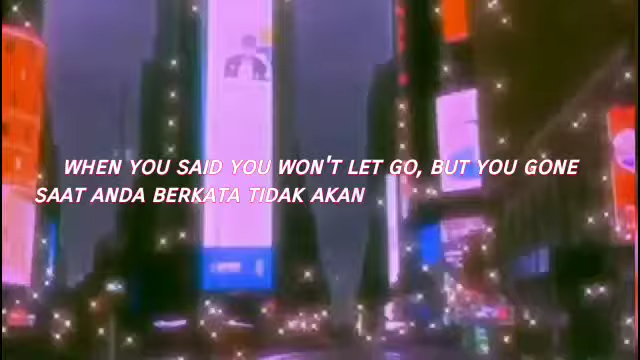 WHEN YOU SAID YOU WON'T LET GO, BUT YOU GONE
SAAT ANDA BERKATA TIDAK AKAN